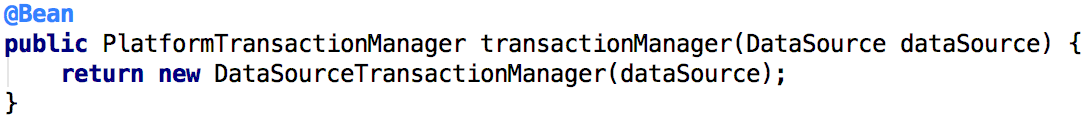 @Bean
public PlatformTransactionManager transactionManager(DataSource dataSource) {
    return new DataSourceTransactionManager(dataSource);
}